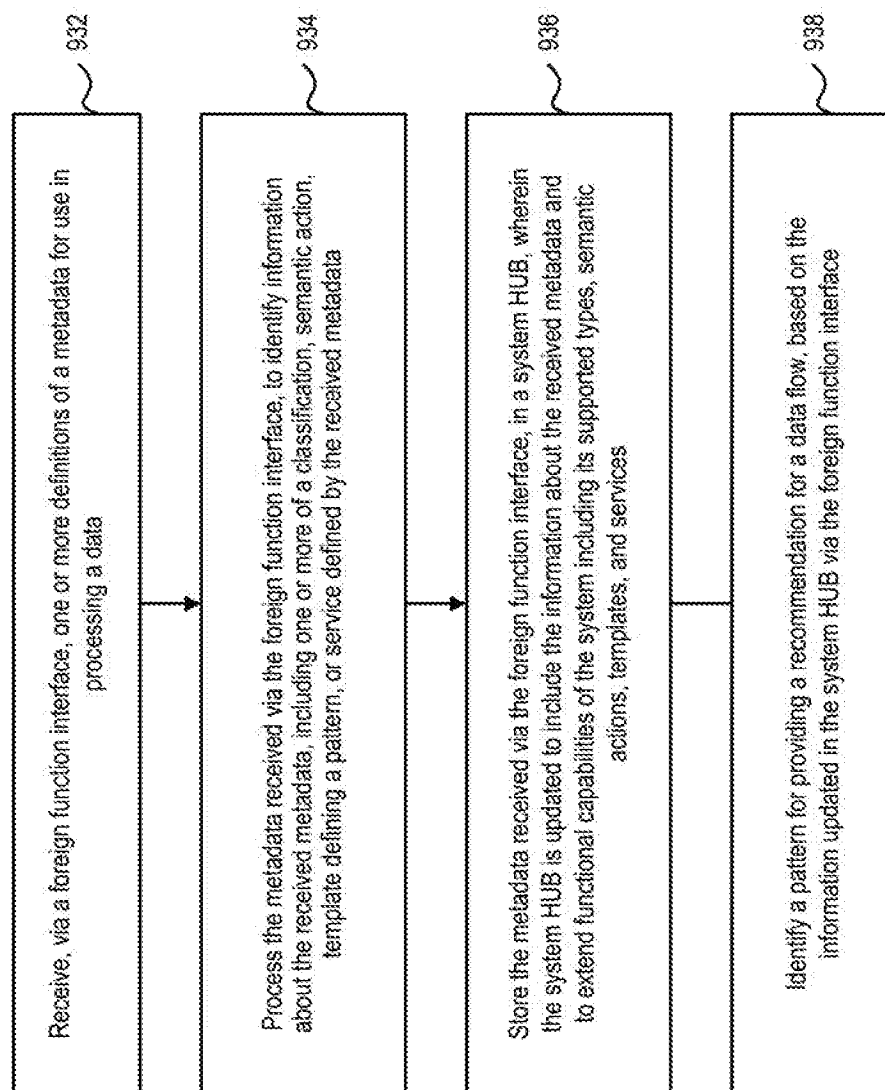 Receive, via a foreign function interface, one or more definitions of a metadata for use in
processing a data
932
Process the metadata received via the foreign function interface, to identify information
about the received metadata, including one or more of a classification, semantic action,
template defining a pattern, or service defined by the received metadata
934
Store the metadata received via the foreign function interface, in a system HUB, wherein
the system HUB is updated to include the information about the received metadata and
to extend functional capabilities of the system including its supported types, semantic
actions, templates, and services
936
Identify a pattern for providing a recommendation for a data flow, based on the
information updated in the system HUB via the foreign function interface
938